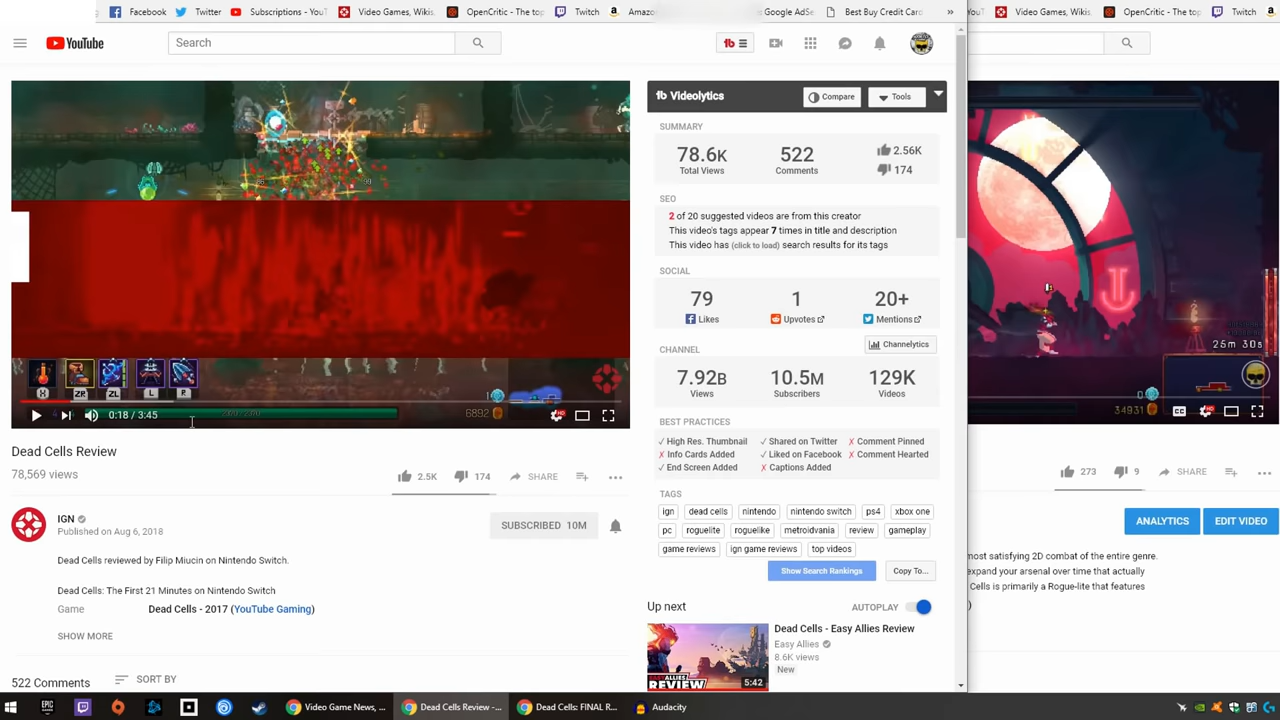 Facebook Twitter Subscriptions - YouT Video Games, Wikis, OpenCritic - The top Twitch Amazo Google AdSe Best Buy Credit Card » Video Games, Wikis, OpenCritic - The top Twitch
YouTube Search
tb Videolytics Compare Tools
SUMMARY
78.6K 522 2.56K
Total Views Comments 174
SEO
2 of 20 suggested videos are from this creator
This video's tags appear 7 times in title and description
This video has (click to load) search results for its tags
SOCIAL
79 1 20+
Likes Upvotes Mentions
25m 30s
CHANNEL Channelytics
7.92B 10.5M 129K
Views Subscribers Videos
X ZR ZL L R
0:18 / 3:45 6892 HD
34931 CC HD
BEST PRACTICES
✓ High Res. Thumbnail ✓ Shared on Twitter ✗ Comment Pinned
✗ Info Cards Added ✓ Liked on Facebook ✗ Comment Hearted
✓ End Screen Added ✗ Captions Added
Dead Cells Review
78,569 views 2.5K 174 SHARE
273 9 SHARE
TAGS
ign dead cells nintendo nintendo switch ps4 xbox one
pc roguelite roguelike metroidvania review gameplay
game reviews ign game reviews top videos
Show Search Rankings Copy To...
IGN
Published on Aug 6, 2018
SUBSCRIBED 10M
ANALYTICS EDIT VIDEO
Dead Cells reviewed by Filip Miucin on Nintendo Switch.
Dead Cells: The First 21 Minutes on Nintendo Switch
Game Dead Cells - 2017 (YouTube Gaming)
SHOW MORE
most satisfying 2D combat of the entire genre.
expand your arsenal over time that actually
Cells is primarily a Rogue-lite that features
Up next AUTOPLAY
Dead Cells - Easy Allies Review
Easy Allies
8.6K views
New
EASY ALLIES
REVIEW
5:42
522 Comments SORT BY
EPIC Video Game News, ... Dead Cells Review -... Dead Cells: FINAL R... Audacity